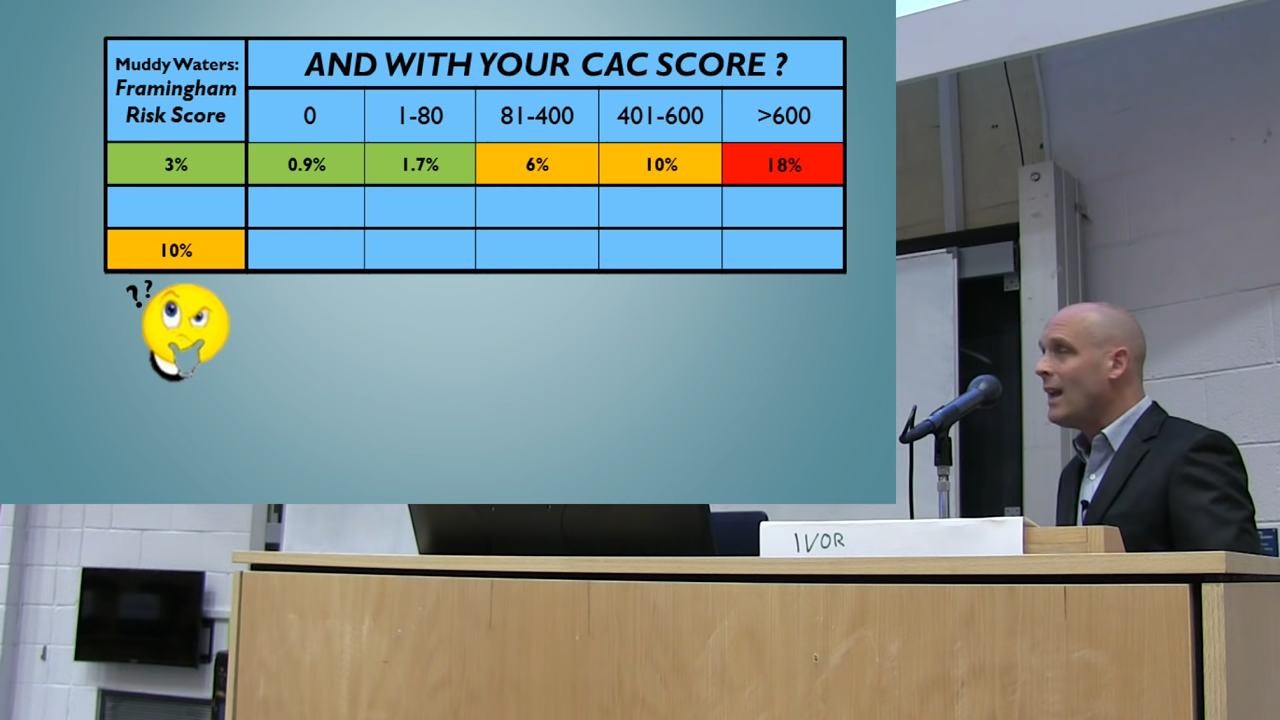 Muddy Waters:
Framingham
Risk Score
AND WITH YOUR CAC SCORE ?
0 1-80 81-400 401-600 >600
3% 0.9% 1.7% 6% 10% 18%
10%
??
IVOR